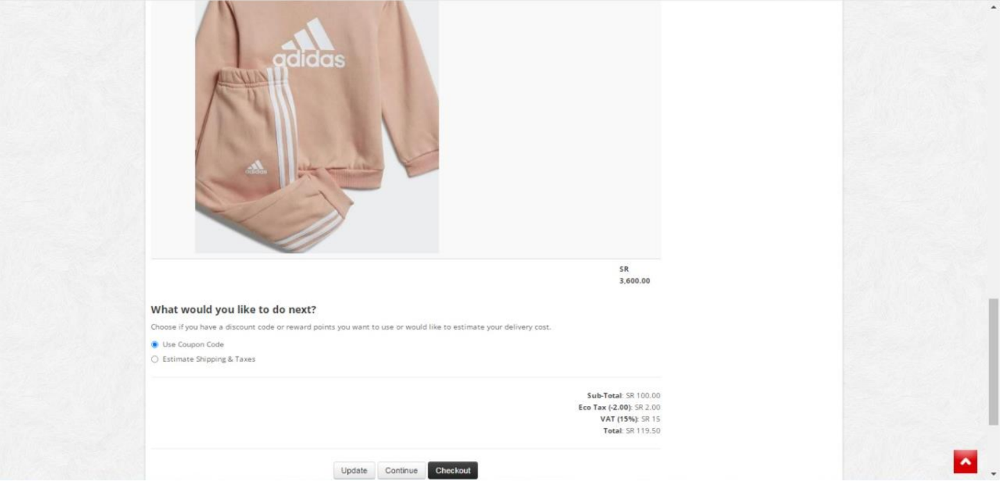 adidas
adidas
SR
3,600.00
What would you like to do next?
Choose if you have a discount code or reward points you want to use or would like to estimate your delivery cost.
Use Coupon Code
Estimate Shipping & Taxes
Sub-Total: SR 100.00
Eco Tax (-2.00): SR 2.00
VAT (15%): SR 15
Total: SR 119.50
Update Continue Checkout